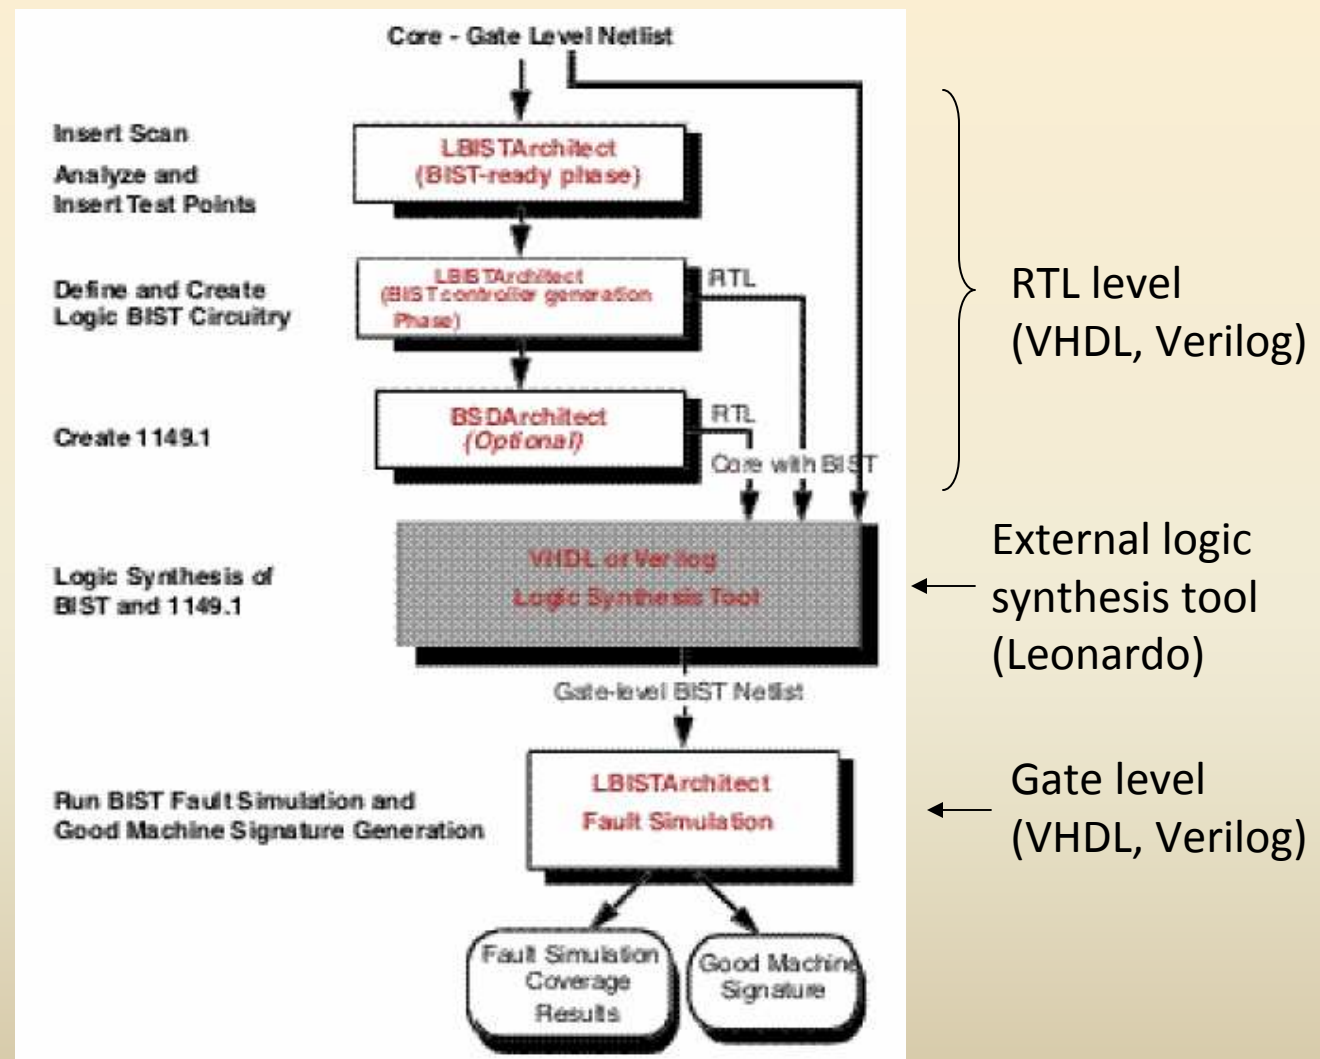 Core - Gate Level Netlist
Insert Scan
Analyze and
Insert Test Points
LBISTArchitect
(BIST-ready phase)
Define and Create
Logic BIST Circuitry
LBISTArchitect
(BIST controller generation
Phase)
RTL
RTL level
(VHDL, Verilog)
Create 1149.1
BSDArchitect
(Optional)
RTL
Core with BIST
Logic Synthesis of
BIST and 1149.1
VHDL or Verilog
Logic Synthesis Tool
External logic
synthesis tool
(Leonardo)
Gate-level BIST Netlist
Run BIST Fault Simulation and
Good Machine Signature Generation
LBISTArchitect
Fault Simulation
Gate level
(VHDL, Verilog)
Fault Simulation
Coverage
Results
Good Machine
Signature